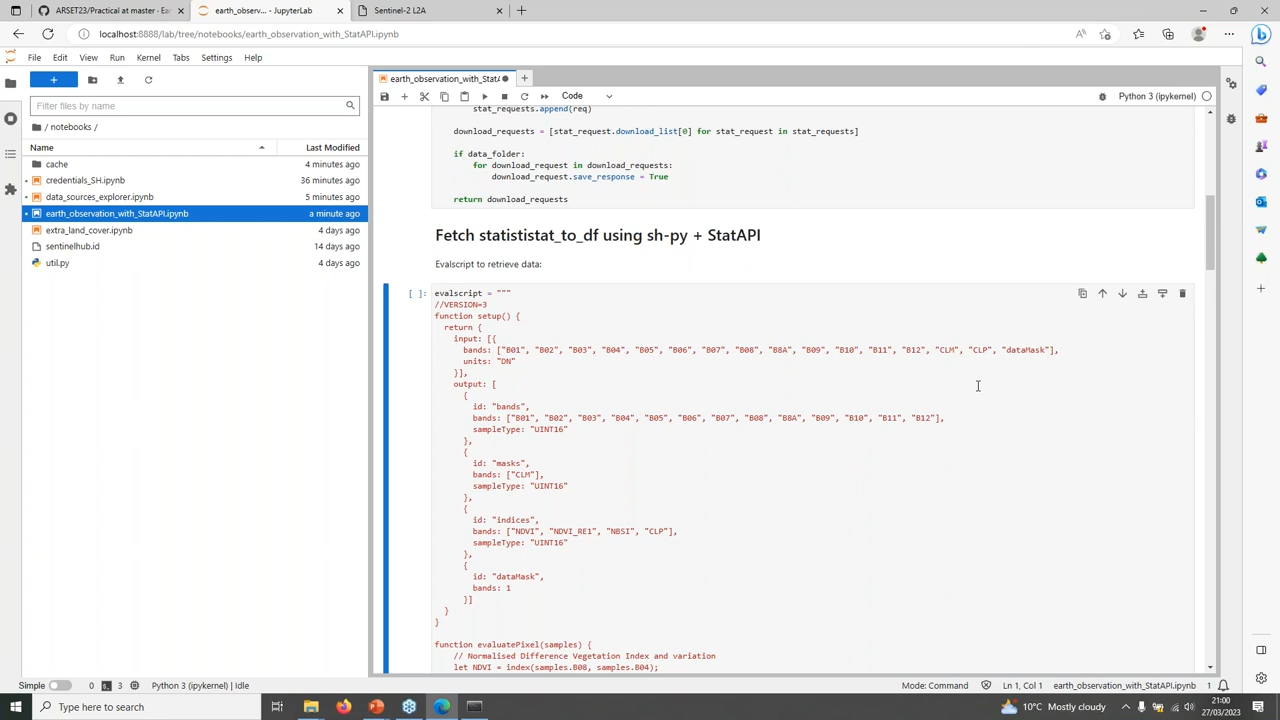 ARSET23/Practical at master · Ear
earth_observ... - JupyterLab
Sentinel-2 L2A
localhost:8888/lab/tree/notebooks/earth_observation_with_StatAPI.ipynb
File Edit View Run Kernel Tabs Settings Help
earth_observation_with_StatA
Filter files by name
Code
Python 3 (ipykernel)
/ notebooks /
Name Last Modified
cache 4 minutes ago
credentials_SH.ipynb 36 minutes ago
data_sources_explorer.ipynb 5 minutes ago
earth_observation_with_StatAPI.ipynb a minute ago
extra_land_cover.ipynb 4 days ago
sentinelhub.id 14 days ago
util.py 4 days ago
stat_requests.append(req)
download_requests = [stat_request.download_list[0] for stat_request in stat_requests]
if data_folder:
for download_request in download_requests:
download_request.save_response = True
return download_requests
Fetch statististat_to_df using sh-py + StatAPI
Evalscript to retrieve data:
[ ]:
evalscript = """
//VERSION=3
function setup() {
return {
input: [{
bands: ["B01", "B02", "B03", "B04", "B05", "B06", "B07", "B08", "B8A", "B09", "B10", "B11", "B12", "CLM", "CLP", "dataMask"],
units: "DN"
}],
output: [
{
id: "bands",
bands: ["B01", "B02", "B03", "B04", "B05", "B06", "B07", "B08", "B8A", "B09", "B10", "B11", "B12"],
sampleType: "UINT16"
},
{
id: "masks",
bands: ["CLM"],
sampleType: "UINT16"
},
{
id: "indices",
bands: ["NDVI", "NDVI_RE1", "NBSI", "CLP"],
sampleType: "UINT16"
},
{
id: "dataMask",
bands: 1
}]
}
}
function evaluatePixel(samples) {
// Normalised Difference Vegetation Index and variation
let NDVI = index(samples.B08, samples.B04);
Simple 0 3 Python 3 (ipykernel) | Idle
Mode: Command Ln 1, Col 1 earth_observation_with_StatAPI.ipynb 1
Type here to search
10°C Mostly cloudy
21:00
27/03/2023